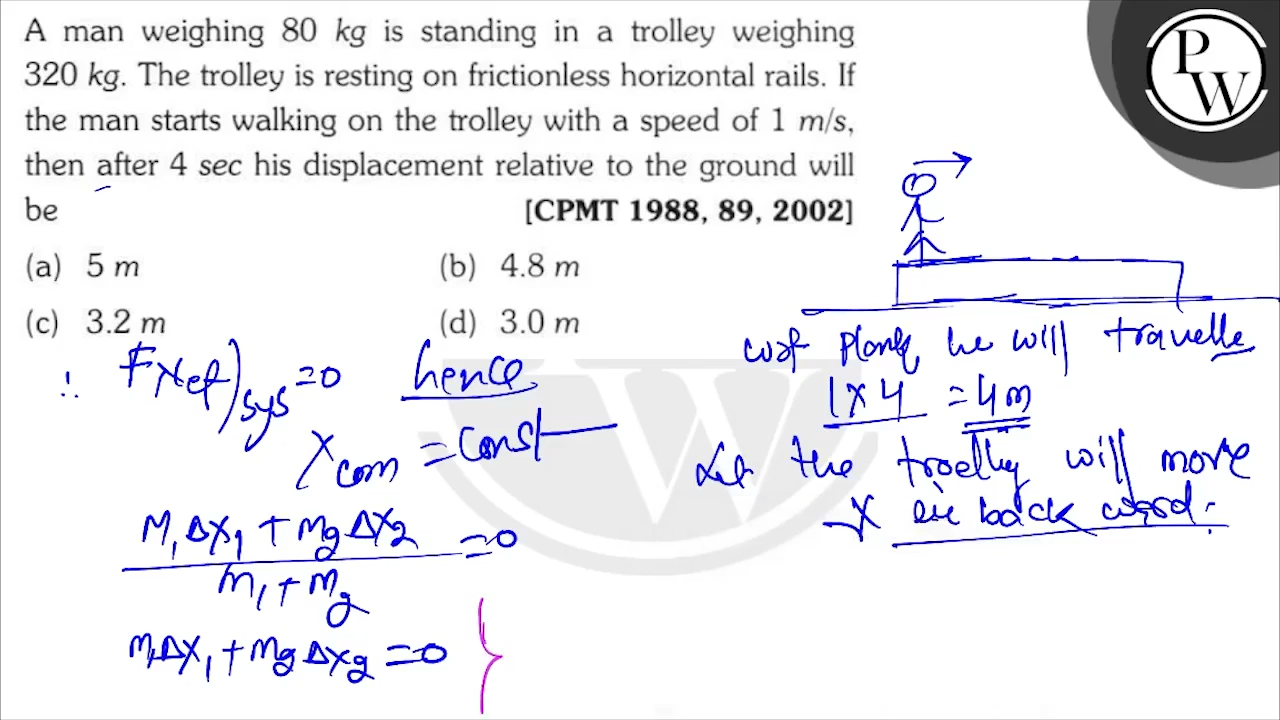 A man weighing 80 kg is standing in a trolley weighing
320 kg. The trolley is resting on frictionless horizontal rails. If
the man starts walking on the trolley with a speed of 1 m/s,
then after 4 sec his displacement relative to the ground will
be [CPMT 1988, 89, 2002]
(a) 5 m (b) 4.8 m
(c) 3.2 m (d) 3.0 m
PW
∴ Fxet)sys = 0 hence
Xcom = const
M₁ΔX₁ + M₂ΔX₂ = 0
M₁ + M₂
M₁ΔX₁ + M₂ΔX₂ = 0
wrt plank he will travelle
1 X 4 = 4m
Let the trolley will move
X in back word.
W